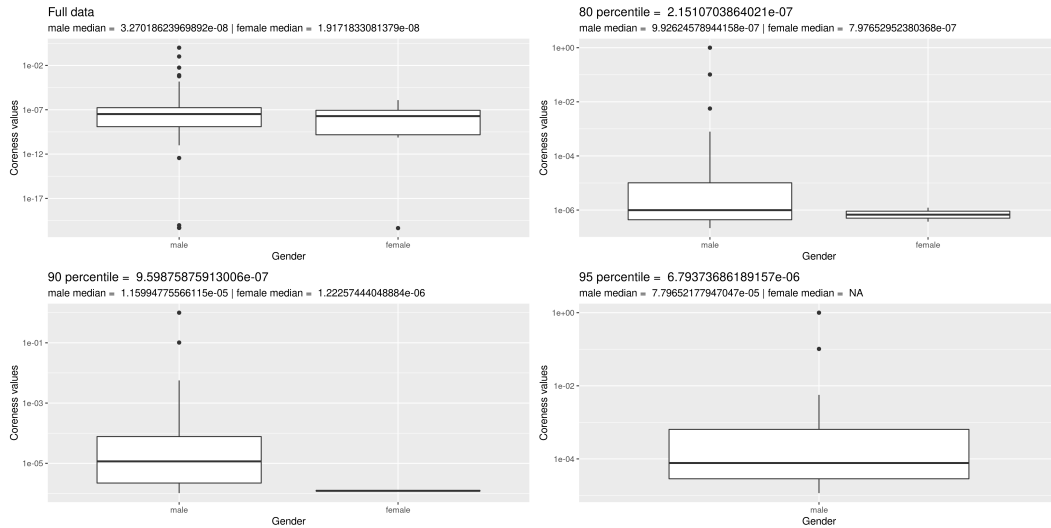 Full data
male median = 3.27018623969892e-08 | female median = 1.9171833081379e-08
1e-02
1e-07
1e-12
1e-17
Coreness values
male
female
Gender
80 percentile = 2.1510703864021e-07
male median = 9.92624578944158e-07 | female median = 7.97652952380368e-07
1e+00
1e-02
1e-04
1e-06
Coreness values
male
female
Gender
90 percentile = 9.59875875913006e-07
male median = 1.15994775566115e-05 | female median = 1.22257444048884e-06
1e-01
1e-03
1e-05
Coreness values
male
female
Gender
95 percentile = 6.79373686189157e-06
male median = 7.79652177947047e-05 | female median = NA
1e+00
1e-02
1e-04
Coreness values
male
Gender